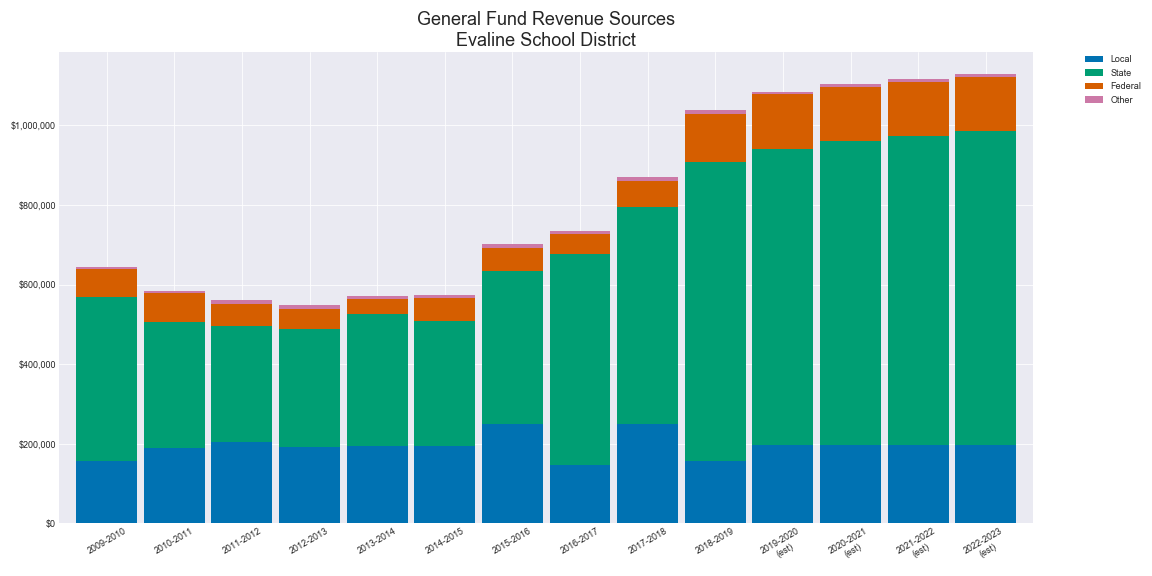 General Fund Revenue Sources
Evaline School District
Local
State
Federal
Other
$1,000,000
$800,000
$600,000
$400,000
$200,000
$0
2009-2010
2010-2011
2011-2012
2012-2013
2013-2014
2014-2015
2015-2016
2016-2017
2017-2018
2018-2019
2019-2020
(est)
2020-2021
(est)
2021-2022
(est)
2022-2023
(est)